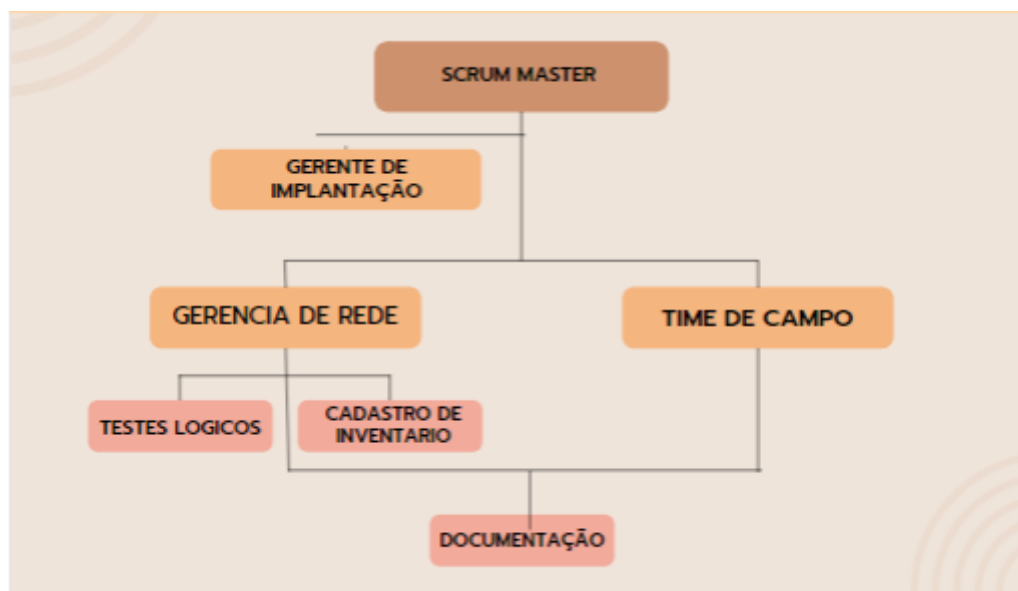 SCRUM MASTER
GERENTE DE
IMPLANTAÇÃO
GERENCIA DE REDE
TIME DE CAMPO
TESTES LOGICOS
CADASTRO DE
INVENTARIO
DOCUMENTAÇÃO